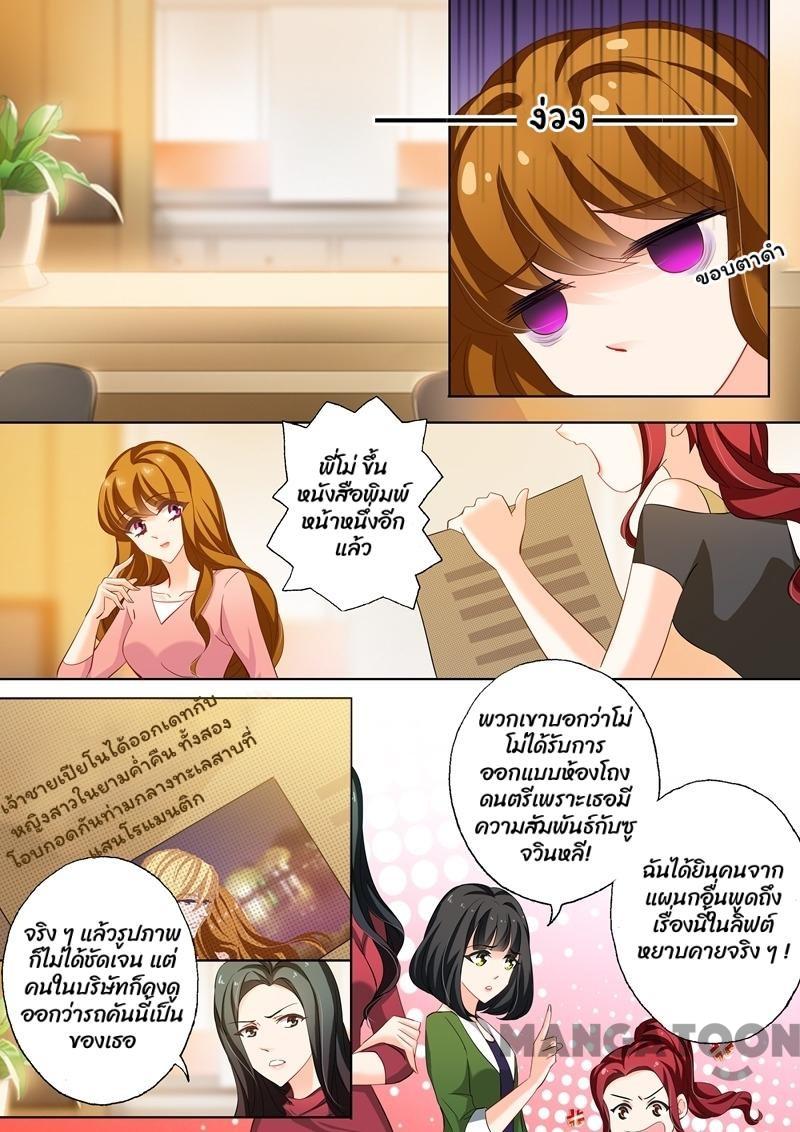 ง่วง
ขอบตาดำ
พี่โม่ ขึ้น
หนังสือพิมพ์
หน้าหนึ่งอีก
แล้ว
เจ้าชายเปียโนได้ออกเดทกับ
หญิงสาวในยามค่ำคืน ทั้งสอง
โอบกอดกันท่ามกลางทะเลสาบที่
แสนโรแมนติก
พวกเขาบอกว่าโม่
โม่ได้รับการ
ออกแบบห้องโถง
ดนตรีเพราะเธอมี
ความสัมพันธ์กับซู
จวินหลี!
ฉันได้ยินคนจาก
แผนกอื่นพูดถึง
เรื่องนี้ในลิฟต์
หยาบคายจริง ๆ !
จริง ๆ แล้วรูปภาพ
ก็ไม่ได้ชัดเจน แต่
คนในบริษัทก็คงดู
ออกว่ารถคันนี้เป็น
ของเธอ
MANGATOON